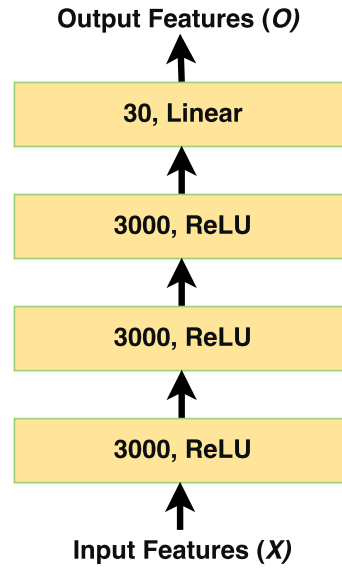 Output Features (O)
30, Linear
3000, ReLU
3000, ReLU
3000, ReLU
Input Features (X)